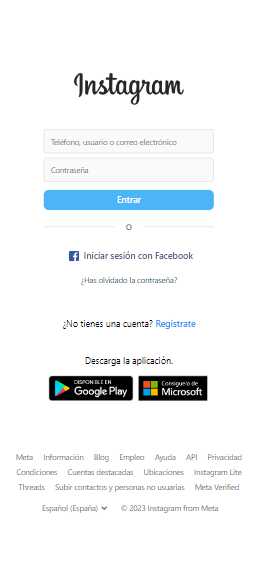 Instagram
Teléfono, usuario o correo electrónico
Contraseña
Entrar
O
Iniciar sesión con Facebook
¿Has olvidado la contraseña?
¿No tienes una cuenta? Regístrate
Descarga la aplicación.
DISPONIBLE EN
Google Play
Consíguelo de
Microsoft
Meta Información Blog Empleo Ayuda API Privacidad
Condiciones Cuentas destacadas Ubicaciones Instagram Lite
Threads Subir contactos y personas no usuarias Meta Verified
Español (España) © 2023 Instagram from Meta